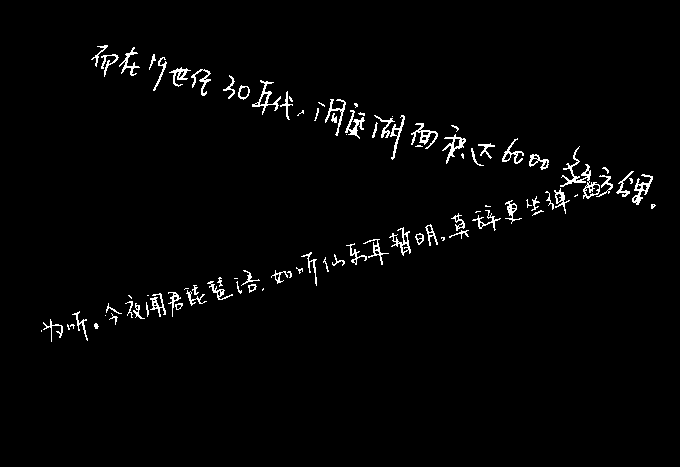 而在19世纪30年代，洞庭湖面积达6000多平方公里。
为听。今夜闻君琵琶语，如听仙乐耳暂明。莫辞更坐弹一